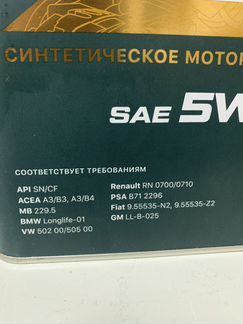 СИНТЕТИЧЕСКОЕ МОТОР
SAE 5W
СООТВЕТСТВУЕТ ТРЕБОВАНИЯМ
API SN/CF
ACEA A3/B3, A3/B4
MB 229.5
BMW Longlife-01
VW 502 00/505 00
Renault RN 0700/0710
PSA B71 2296
Fiat 9.55535-N2, 9.55535-Z2
GM LL-B-025